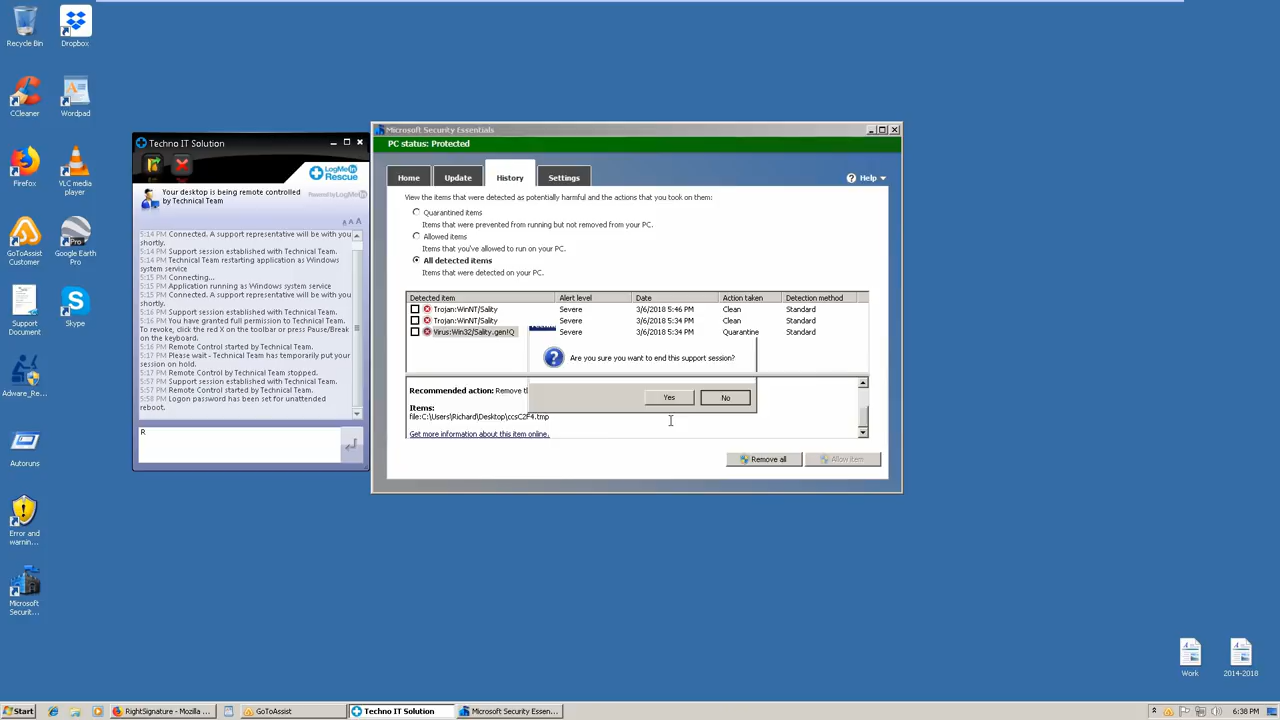 Recycle Bin
Dropbox
CCleaner
Wordpad
Firefox
VLC media
player
GoToAssist
Customer
Google Earth
Pro
Support
Document
Skype
Adware_Re...
Autoruns
Error and
warnin...
Microsoft
Securit...
Techno IT Solution
LogMeIn
Rescue
Your desktop is being remote controlled
by Technical Team
Powered by LogMeIn
A A A
5:14 PM Connected. A support representative will be with you
shortly.
5:14 PM Support session established with Technical Team.
5:14 PM Technical Team restarting application as Windows
system service
5:15 PM Connecting...
5:15 PM Application running as Windows system service
5:15 PM Connected. A support representative will be with you
shortly.
5:15 PM Support session established with Technical Team.
5:16 PM You have granted full permission to Technical Team.
To revoke, click the red X on the toolbar or press Pause/Break
on the keyboard.
5:16 PM Remote Control started by Technical Team.
5:17 PM Please wait - Technical Team has temporarily put your
session on hold.
5:17 PM Remote Control by Technical Team stopped.
5:57 PM Support session established with Technical Team.
5:57 PM Remote Control started by Technical Team.
5:58 PM Logon password has been set for unattended
reboot.
R
Microsoft Security Essentials
PC status: Protected
Home
Update
History
Settings
Help
View the items that were detected as potentially harmful and the actions that you took on them:
Quarantined items
Items that were prevented from running but not removed from your PC.
Allowed items
Items that you've allowed to run on your PC.
All detected items
Items that were detected on your PC.
Detected item Alert level Date Action taken Detection method
Trojan:WinNT/Sality Severe 3/6/2018 5:46 PM Clean Standard
Trojan:WinNT/Sality Severe 3/6/2018 5:34 PM Clean Standard
Virus:Win32/Sality.gen!Q Severe 3/6/2018 5:34 PM Quarantine Standard
Are you sure you want to end this support session?
Yes
No
Recommended action: Remove th
Items:
file:C:\Users\Richard\Desktop\ccsC2F4.tmp
Get more information about this item online.
Remove all
Allow item
Work
2014-2018
Start
RightSignature - Mozilla ...
GoToAssist
Techno IT Solution
Microsoft Security Essen...
6:38 PM